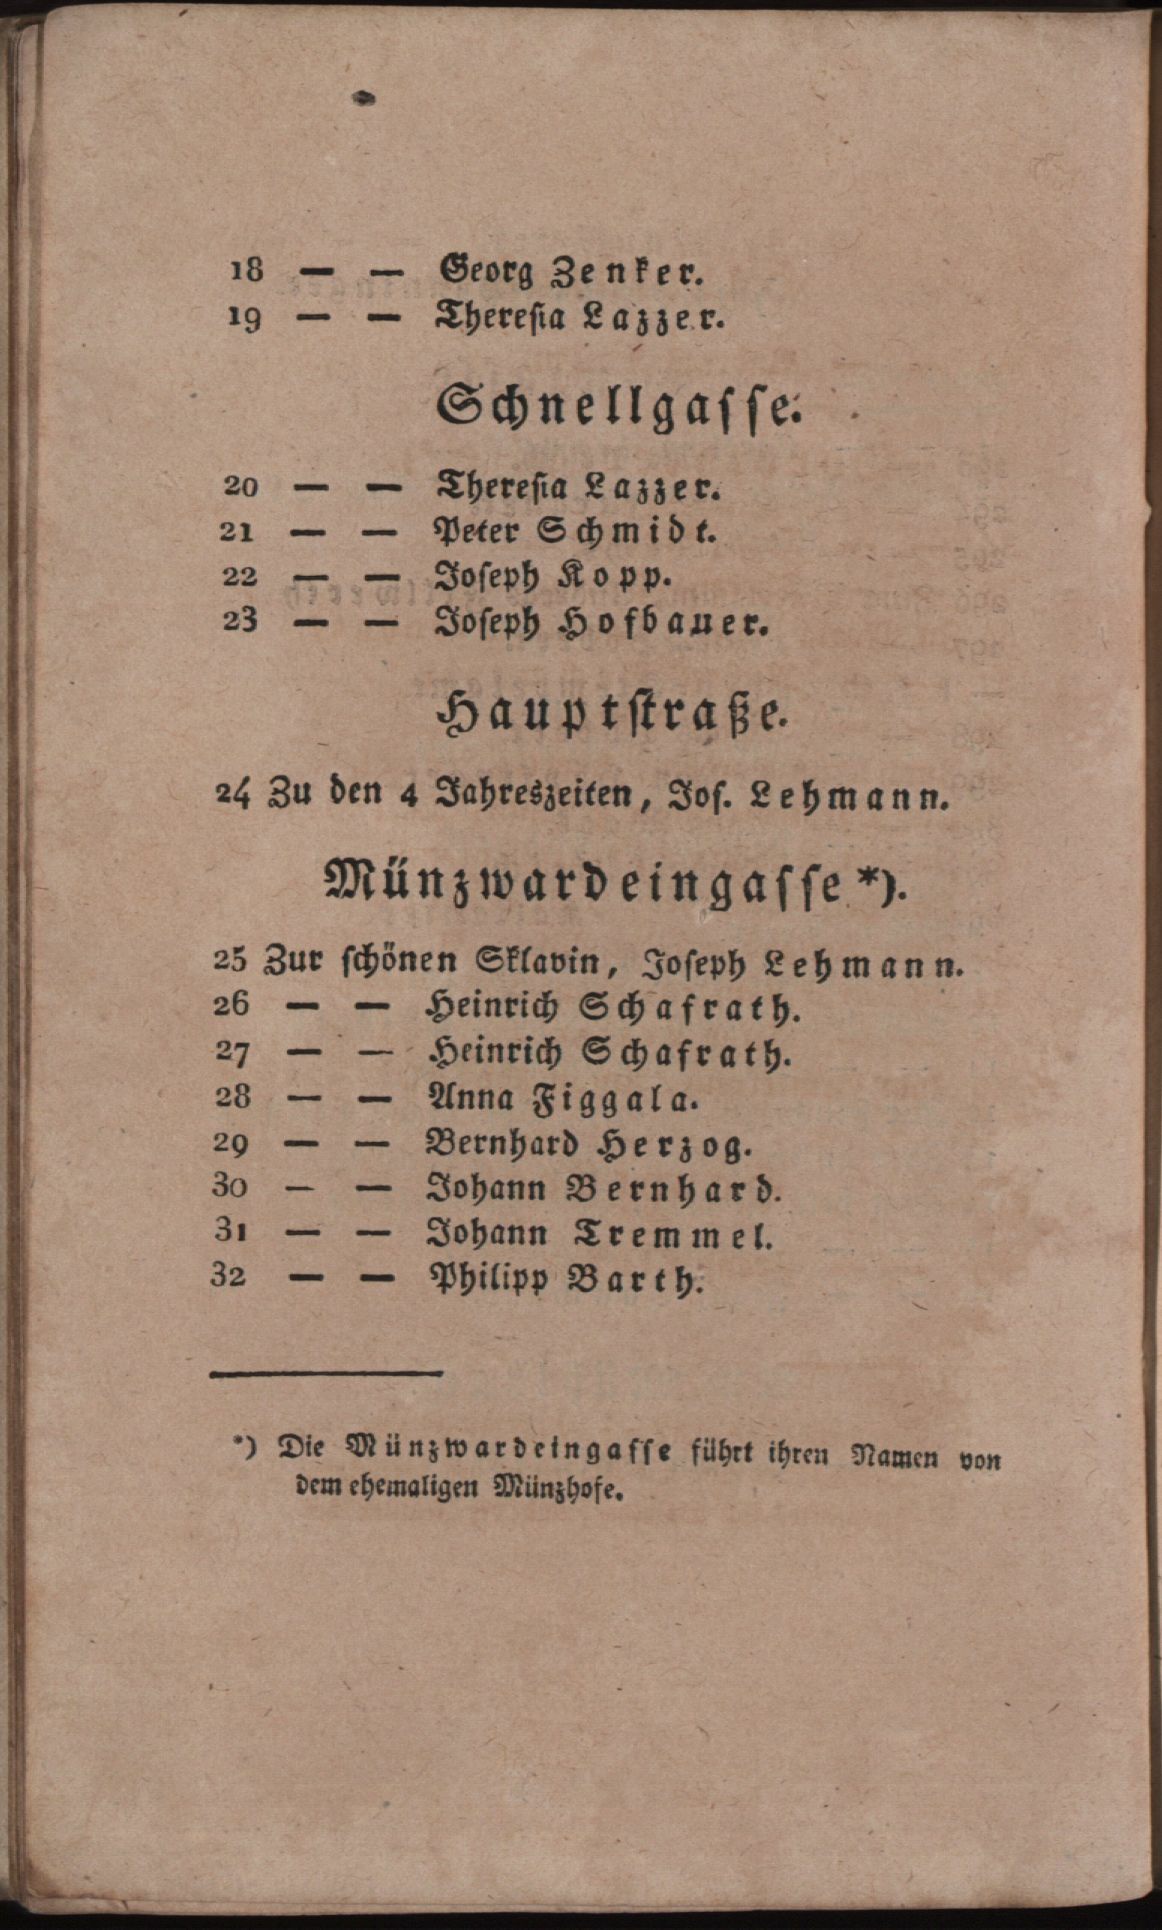 18 — — Georg Zenker.
19 — — Thereſia Lazzer.
Schnellgaſſe.
20 — — Thereſia Lazzer.
21 — — Peter Schmidt.
22 — — Joſeph Kopp.
23 — — Joſeph Hofbauer.
Hauptſtraße.
24 Zu den 4 Jahreszeiten, Joſ. Lehmann.
Münzwardeingaſſe *).
25 Zur ſchönen Sklavin, Joſeph Lehmann.
26 — — Heinrich Schafrath.
27 — — Heinrich Schafrath.
28 — — Anna Figgala.
29 — — Bernhard Herzog.
30 — — Johann Bernhard.
31 — — Johann Tremmel.
32 — — Philipp Barth.
*) Die Münzwardeingaſſe führt ihren Namen von
dem ehemaligen Münzhofe.